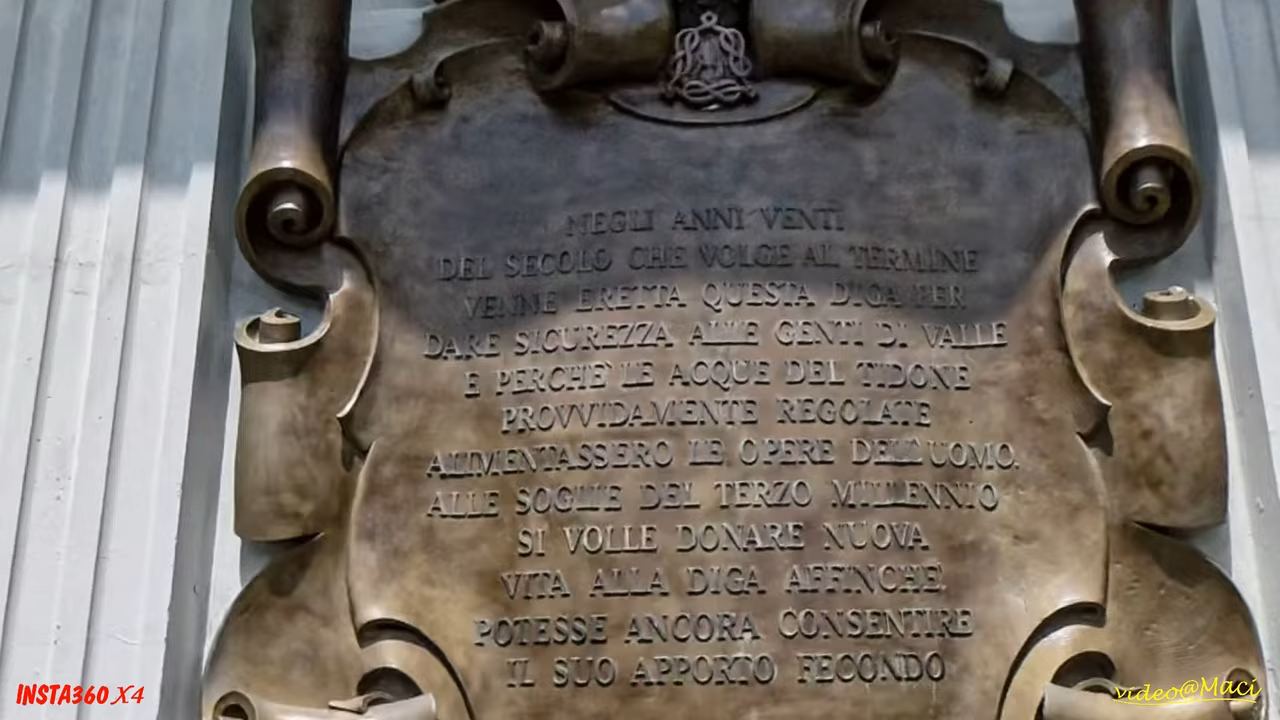 NEGLI ANNI VENTI
DEL SECOLO CHE VOLGE AL TERMINE
VENNE ERETTA QUESTA DIGA PER
DARE SICUREZZA ALLE GENTI DI VALLE
E PERCHE' LE ACQUE DEL TIDONE
PROVVIDAMENTE REGOLATE
ALIMENTASSERO LE OPERE DELL'UOMO.
ALLE SOGLIE DEL TERZO MILLENNIO
SI VOLLE DONARE NUOVA
VITA ALLA DIGA AFFINCHE'
POTESSE ANCORA CONSENTIRE
IL SUO APPORTO FECONDO
INSTA360 X4
video@Maci